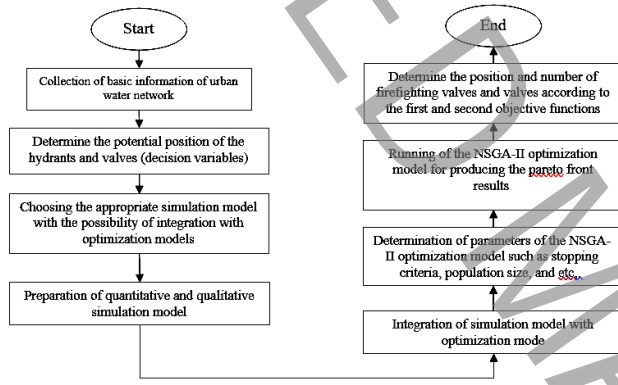 Start
Collection of basic information of urban
water network
Determine the potential position of the
hydrants and valves (decision variables)
Choosing the appropriate simulation model
with the possibility of integration with
optimization models
Preparation of quantitative and qualitative
simulation model
Integration of simulation model with
optimization mode
Determination of parameters of the NSGA-
II optimization model such as stopping
criteria, population size, and etc.,
Running of the NSGA-II optimization
model for producing the pareto front
results
Determine the position and number of
firefighting valves and valves according to
the first and second objective functions
End